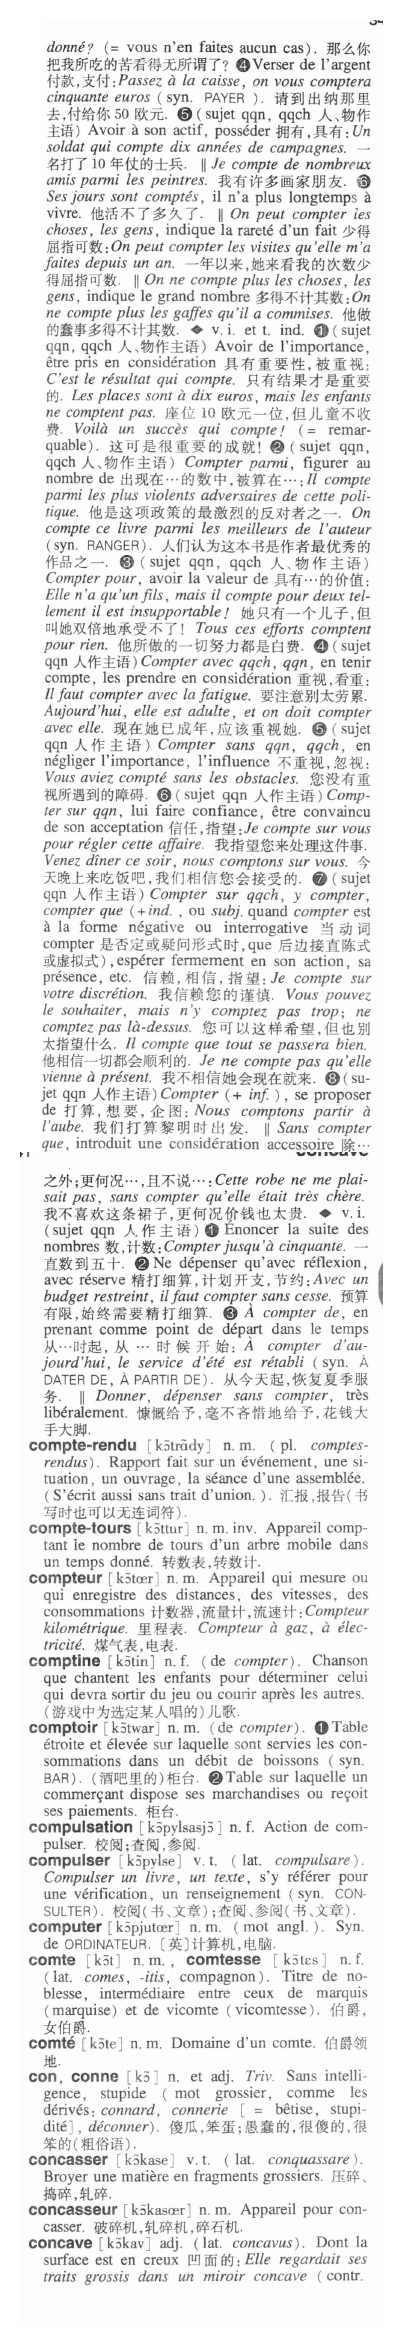 donné? (= vous n'en faites aucun cas). 那么你
把我所吃的苦看得无所谓了? ❹Verser de l'argent
付款,支付:Passez à la caisse, on vous comptera
cinquante euros (syn. PAYER ). 请到出纳那里
去,付给你 50 欧元. ❺(sujet qqn, qqch 人、物作
主语) Avoir à son actif, posséder 拥有,具有:Un
soldat qui compte dix années de campagnes. 一
名打了 10 年仗的士兵. ‖ Je compte de nombreux
amis parmi les peintres. 我有许多画家朋友. ❻
Ses jours sont comptés, il n'a plus longtemps à
vivre. 他活不了多久了. ‖ On peut compter les
choses, les gens, indique la rareté d'un fait 少得
屈指可数:On peut compter les visites qu'elle m'a
faites depuis un an. 一年以来,她来看我的次数少
得屈指可数. ‖ On ne compte plus les choses, les
gens, indique le grand nombre 多得不计其数:On
ne compte plus les gaffes qu'il a commises. 他做
的蠢事多得不计其数. ◆ v. i. et t. ind. ❶(sujet
qqn, qqch 人、物作主语) Avoir de l'importance,
être pris en considération 具有重要性,被重视:
C'est le résultat qui compte. 只有结果才是重要
的. Les places sont à dix euros, mais les enfants
ne comptent pas. 座位 10 欧元一位,但儿童不收
费. Voilà un succès qui compte! (= remar-
quable). 这可是很重要的成就! ❷(sujet qqn,
qqch 人、物作主语) Compter parmi, figurer au
nombre de 出现在…的数中,被算在…:Il compte
parmi les plus violents adversaires de cette poli-
tique. 他是这项政策的最激烈的反对者之一. On
compte ce livre parmi les meilleurs de l'auteur
(syn. RANGER). 人们认为这本书是作者最优秀的
作品之一. ❸(sujet qqn, qqch 人、物作主语)
Compter pour, avoir la valeur de 具有…的价值:
Elle n'a qu'un fils, mais il compte pour deux tel-
lement il est insupportable! 她只有一个儿子,但
叫她双倍地承受不了! Tous ces efforts comptent
pour rien. 他所做的一切努力都是白费. ❹(sujet
qqn 人作主语) Compter avec qqch, qqn, en tenir
compte, les prendre en considération 重视,看重:
Il faut compter avec la fatigue. 要注意别太劳累.
Aujourd'hui, elle est adulte, et on doit compter
avec elle. 现在她已成年,应该重视她. ❺(sujet
qqn 人作主语) Compter sans qqn, qqch, en
négliger l'importance, l'influence 不重视,忽视:
Vous aviez compté sans les obstacles. 您没有重
视所遇到的障碍. ❻(sujet qqn 人作主语) Comp-
ter sur qqn, lui faire confiance, être convaincu
de son acceptation 信任,指望:Je compte sur vous
pour régler cette affaire. 我指望您来处理这件事.
Venez dîner ce soir, nous comptons sur vous. 今
天晚上来吃饭吧,我们相信您会接受的. ❼(sujet
qqn 人作主语) Compter sur qqch, y compter,
compter que (+ind. , ou subj. quand compter est
à la forme négative ou interrogative 当动词
compter 是否定或疑问形式时,que 后边接直陈式
或虚拟式), espérer fermement en son action, sa
présence, etc. 信赖,相信,指望:Je compte sur
votre discrétion. 我信赖您的谨慎. Vous pouvez
le souhaiter, mais n'y comptez pas trop; ne
comptez pas là-dessus. 您可以这样希望,但也别
太指望什么. Il compte que tout se passera bien.
他相信一切都会顺利的. Je ne compte pas qu'elle
vienne à présent. 我不相信她会现在就来. ❽(su-
jet qqn 人作主语) Compter (+ inf. ), se proposer
de 打算,想要,企图:Nous comptons partir à
l'aube. 我们打算黎明时出发. ‖ Sans compter
que, introduit une considération accessoire 除…
之外;更何况…,且不说…:Cette robe ne me plai-
sait pas, sans compter qu'elle était très chère.
我不喜欢这条裙子,更何况价钱也太贵. ◆ v. i.
(sujet qqn 人作主语) ❶ Énoncer la suite des
nombres 数,计数:Compter jusqu'à cinquante. 一
直数到五十. ❷Ne dépenser qu'avec réflexion,
avec réserve 精打细算,计划开支,节约:Avec un
budget restreint, il faut compter sans cesse. 预算
有限,始终需要精打细算. ❸ À compter de, en
prenant comme point de départ dans le temps
从…时起, 从 … 时 候 开 始: À compter d'au-
jourd'hui, le service d'été est rétabli (syn. À
DATER DE, À PARTIR DE). 从今天起,恢复夏季服
务. ‖ Donner, dépenser sans compter, très
libéralement. 慷慨给予,毫不吝惜地给予,花钱大
手大脚.
compte-rendu [kɔ̃trɑ̃dy] n. m. ( pl. comptes-
rendus). Rapport fait sur un événement, une si-
tuation, un ouvrage, la séance d'une assemblée.
(S'écrit aussi sans trait d'union. ). 汇报,报告(书
写时也可以无连词符).
compte-tours [kɔ̃ttur] n. m. inv. Appareil comp-
tant le nombre de tours d'un arbre mobile dans
un temps donné. 转数表,转数计.
compteur [kɔ̃tœr] n. m. Appareil qui mesure ou
qui enregistre des distances, des vitesses, des
consommations 计数器,流量计,流速计:Compteur
kilométrique. 里程表. Compteur à gaz, à élec-
tricité. 煤气表,电表.
comptine [kɔ̃tin] n. f. (de compter). Chanson
que chantent les enfants pour déterminer celui
qui devra sortir du jeu ou courir après les autres.
(游戏中为选定某人唱的)儿歌.
comptoir [kɔ̃twar] n. m. (de compter). ❶Table
étroite et élevée sur laquelle sont servies les con-
sommations dans un débit de boissons ( syn.
BAR). (酒吧里的)柜台. ❷Table sur laquelle un
commerçant dispose ses marchandises ou reçoit
ses paiements. 柜台.
compulsation [kɔ̃pylsasjɔ̃] n. f. Action de com-
pulser. 校阅;查阅,参阅.
compulser [kɔ̃pylse] v. t. ( lat. compulsare).
Compulser un livre, un texte, s'y référer pour
une vérification, un renseignement (syn. CON-
SULTER). 校阅(书、文章);查阅、参阅(书、文章).
computer [kɔ̃pjutœr] n. m. (mot angl. ). Syn.
de ORDINATEUR. [英]计算机,电脑.
comte [kɔ̃t] n. m. , comtesse [kɔ̃tɛs] n. f.
(lat. comes, -itis, compagnon). Titre de no-
blesse, intermédiaire entre ceux de marquis
(marquise) et de vicomte (vicomtesse). 伯爵,
女伯爵.
comté [kɔ̃te] n. m. Domaine d'un comte. 伯爵领
地.
con, conne [kɔ̃] n. et adj. Triv. Sans intelli-
gence, stupide ( mot grossier, comme les
dérivés: connard, connerie [ = bêtise, stupi-
dité], déconner). 傻瓜,笨蛋;愚蠢的,很傻的,很
笨的(粗俗语).
concasser [kɔ̃kase] v. t. ( lat. conquassare).
Broyer une matière en fragments grossiers. 压碎、
捣碎,轧碎.
concasseur [kɔ̃kasœr] n. m. Appareil pour con-
casser. 破碎机,轧碎机,碎石机.
concave [kɔ̃kav] adj. (lat. concavus). Dont la
surface est en creux 凹面的:Elle regardait ses
traits grossis dans un miroir concave (contr.